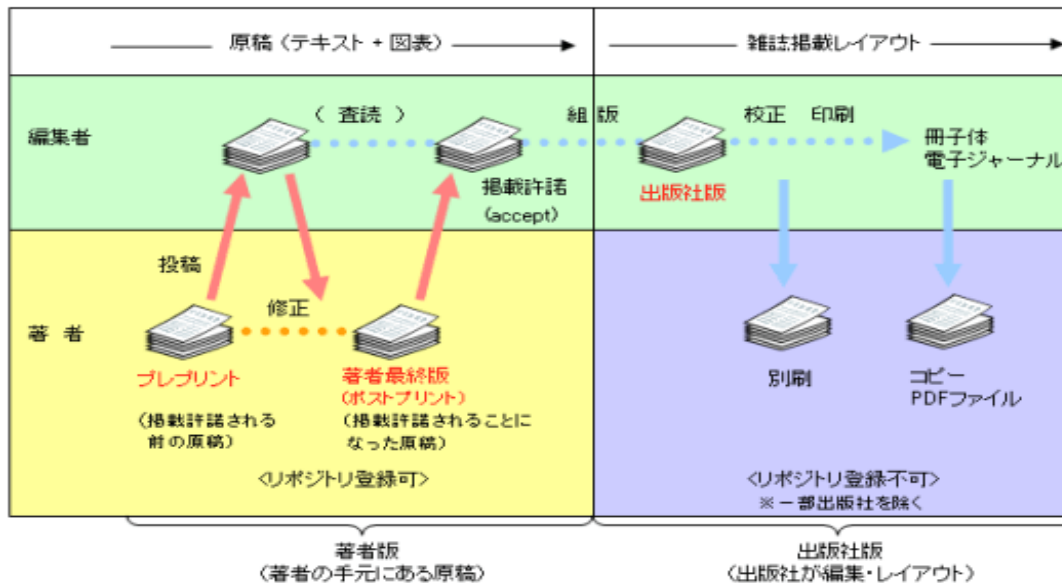 原稿（テキスト + 図表）
雑誌掲載レイアウト
編集者
（ 査読 ）
組 版
校正 印刷
冊子体
電子ジャーナル
掲載許諾
(accept)
出版社版
投稿
修正
著 者
プレプリント
（掲載許諾される
前の原稿）
著者最終版
（ポストプリント）
（掲載許諾されることに
なった原稿）
別刷
コピー
PDFファイル
<リポジトリ登録可>
<リポジトリ登録不可>
※一部出版社を除く
著者版
（著者の手元にある原稿）
出版社版
（出版社が編集・レイアウト）